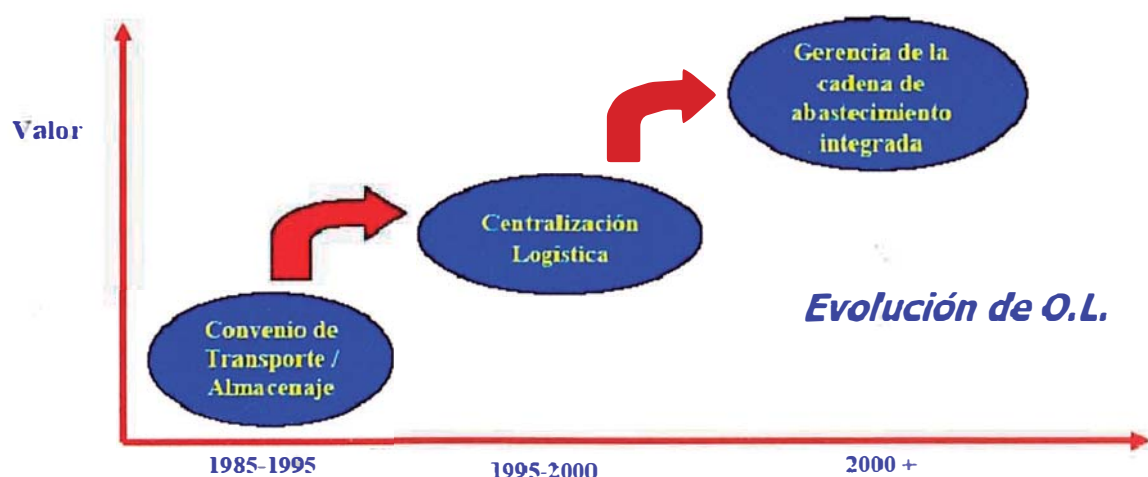 Gerencia de la
cadena de
abastecimiento
integrada
Valor
Centralización
Logística
Evolución de O.L.
Convenio de
Transporte /
Almacenaje
1985-1995
1995-2000
2000 +